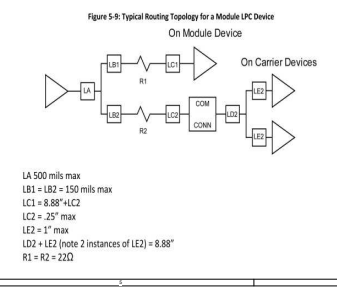 Figure 5-9: Typical Routing Topology for a Module LPC Device
On Module Device
On Carrier Devices
LB1
LC1
R1
LE2
LA
COM
LB2
LC2
LD2
R2
CONN
LE2
LA 500 mils max
LB1 = LB2 = 150 mils max
LC1 = 8.88"+LC2
LC2 = .25" max
LE2 = 1" max
LD2 + LE2 (note 2 instances of LE2) = 8.88"
R1 = R2 = 22Ω